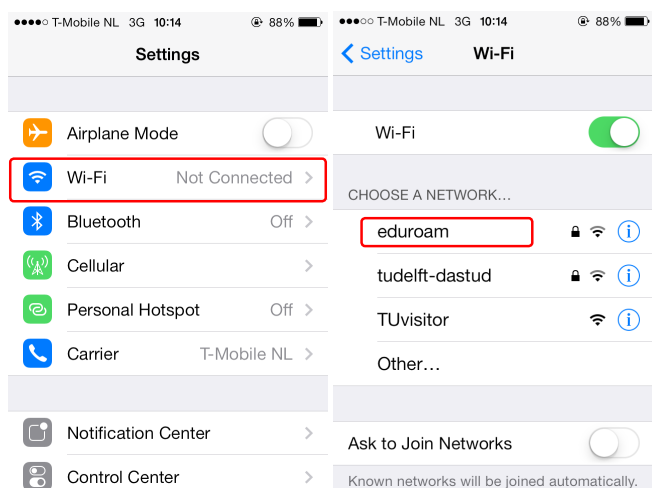 T-Mobile NL 3G 10:14 88%
Settings
Airplane Mode
Wi-Fi Not Connected
Bluetooth Off
Cellular
Personal Hotspot Off
Carrier T-Mobile NL
Notification Center
Control Center
T-Mobile NL 3G 10:14 88%
Settings Wi-Fi
Wi-Fi
CHOOSE A NETWORK...
eduroam
tudelft-dastud
TUvisitor
Other...
Ask to Join Networks
Known networks will be joined automatically.